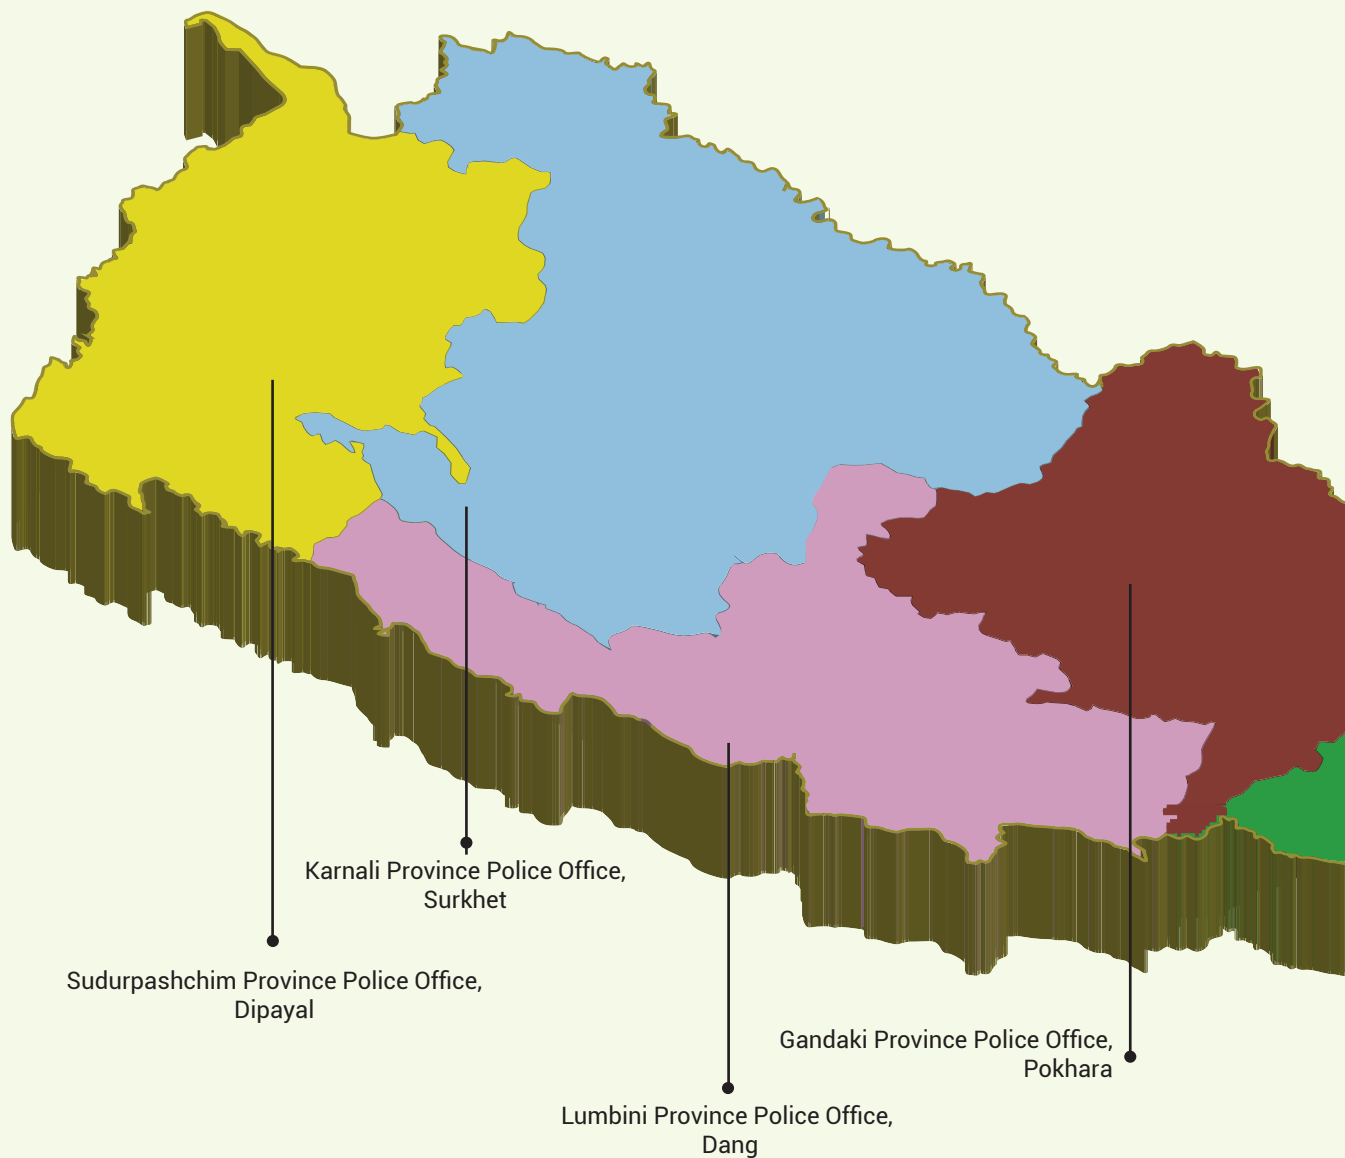 Karnali Province Police Office,
Surkhet
Sudurpashchim Province Police Office,
Dipayal
Gandaki Province Police Office,
Pokhara
Lumbini Province Police Office,
Dang